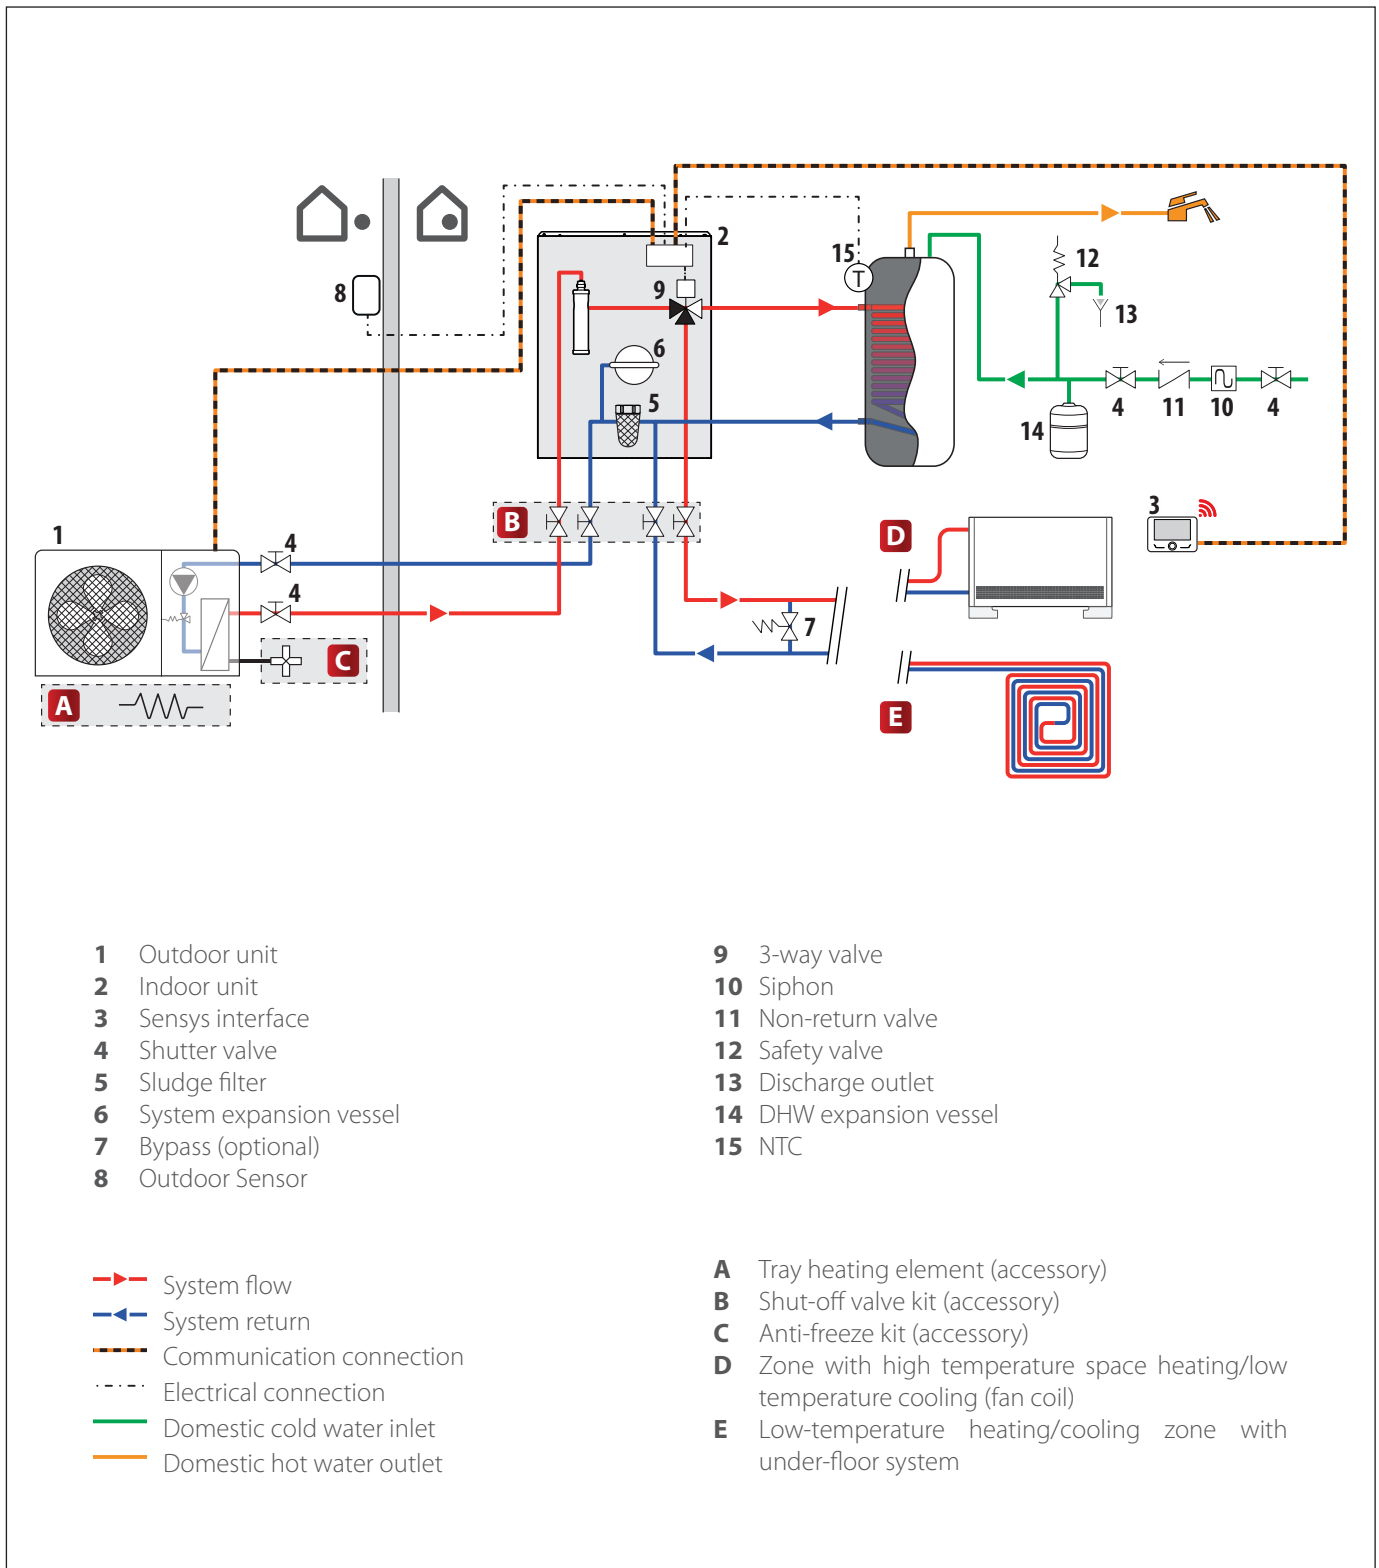 2
15
12
T
9
8
13
6
5
4
11
10
4
14
B
3
1
D
4
4
7
C
A
E
1 Outdoor unit
2 Indoor unit
3 Sensys interface
4 Shutter valve
5 Sludge filter
6 System expansion vessel
7 Bypass (optional)
8 Outdoor Sensor
9 3-way valve
10 Siphon
11 Non-return valve
12 Safety valve
13 Discharge outlet
14 DHW expansion vessel
15 NTC
System flow
System return
Communication connection
Electrical connection
Domestic cold water inlet
Domestic hot water outlet
A Tray heating element (accessory)
B Shut-off valve kit (accessory)
C Anti-freeze kit (accessory)
D Zone with high temperature space heating/low
temperature cooling (fan coil)
E Low-temperature heating/cooling zone with
under-floor system